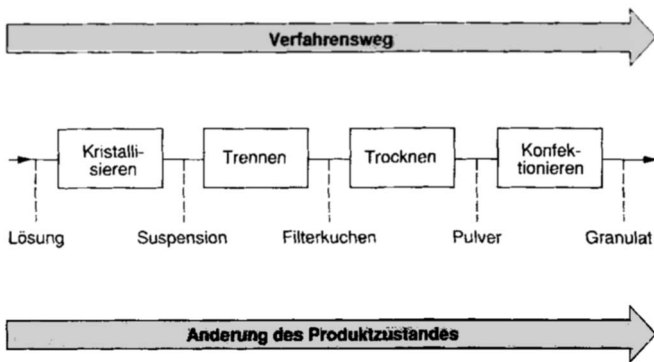 Verfahrensweg
Kristalli-
sieren
Trennen
Trocknen
Konfek-
tionieren
Lösung
Suspension
Filterkuchen
Pulver
Granulat
Änderung des Produktzustandes